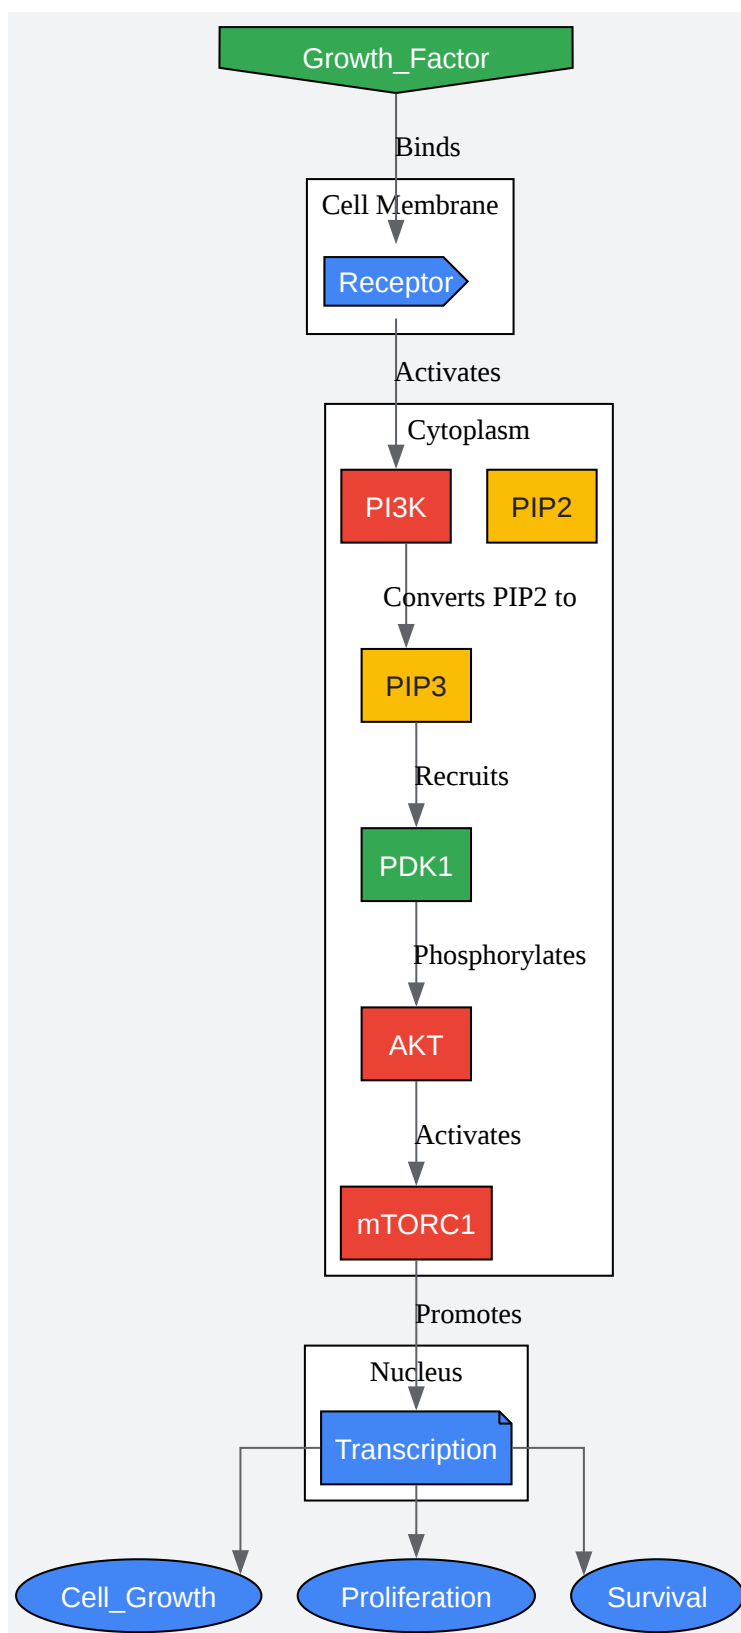 Growth_Factor
Binds
Cell Membrane
Receptor
Activates
Cytoplasm
PI3K
PIP2
Converts PIP2 to
PIP3
Recruits
PDK1
Phosphorylates
AKT
Activates
mTORC1
Promotes
Nucleus
Transcription
Cell_Growth
Proliferation
Survival